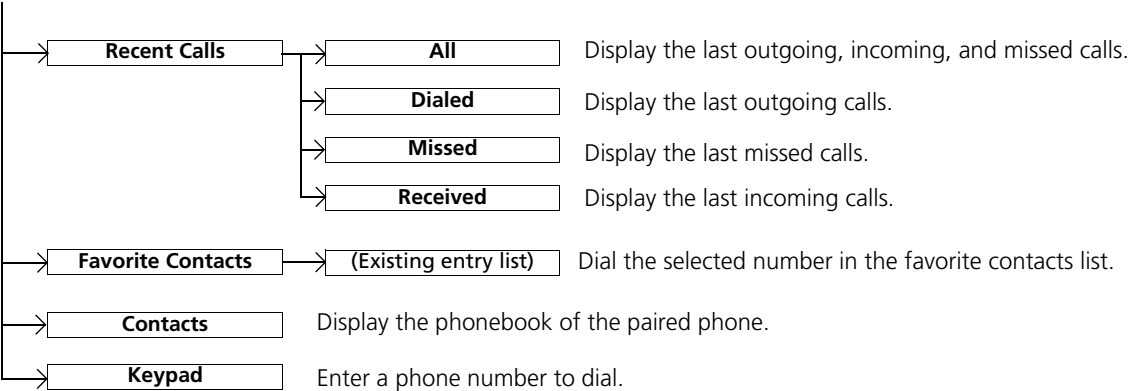 Recent Calls All Display the last outgoing, incoming, and missed calls.
Dialed Display the last outgoing calls.
Missed Display the last missed calls.
Received Display the last incoming calls.
Favorite Contacts (Existing entry list) Dial the selected number in the favorite contacts list.
Contacts Display the phonebook of the paired phone.
Keypad Enter a phone number to dial.